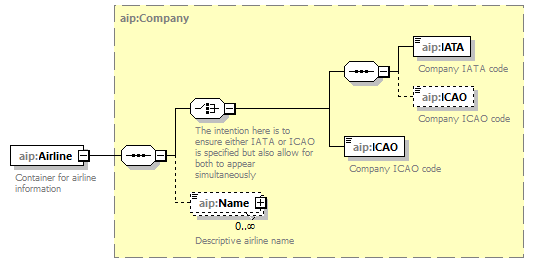 aip:Company
aip:IATA
Company IATA code
aip:ICAO
Company ICAO code
The intention here is to
ensure either IATA or ICAO
is specified but also allow for
both to appear
simultaneously
aip:ICAO
Company ICAO code
aip:Airline
Container for airline
information
aip:Name
0..∞
Descriptive airline name